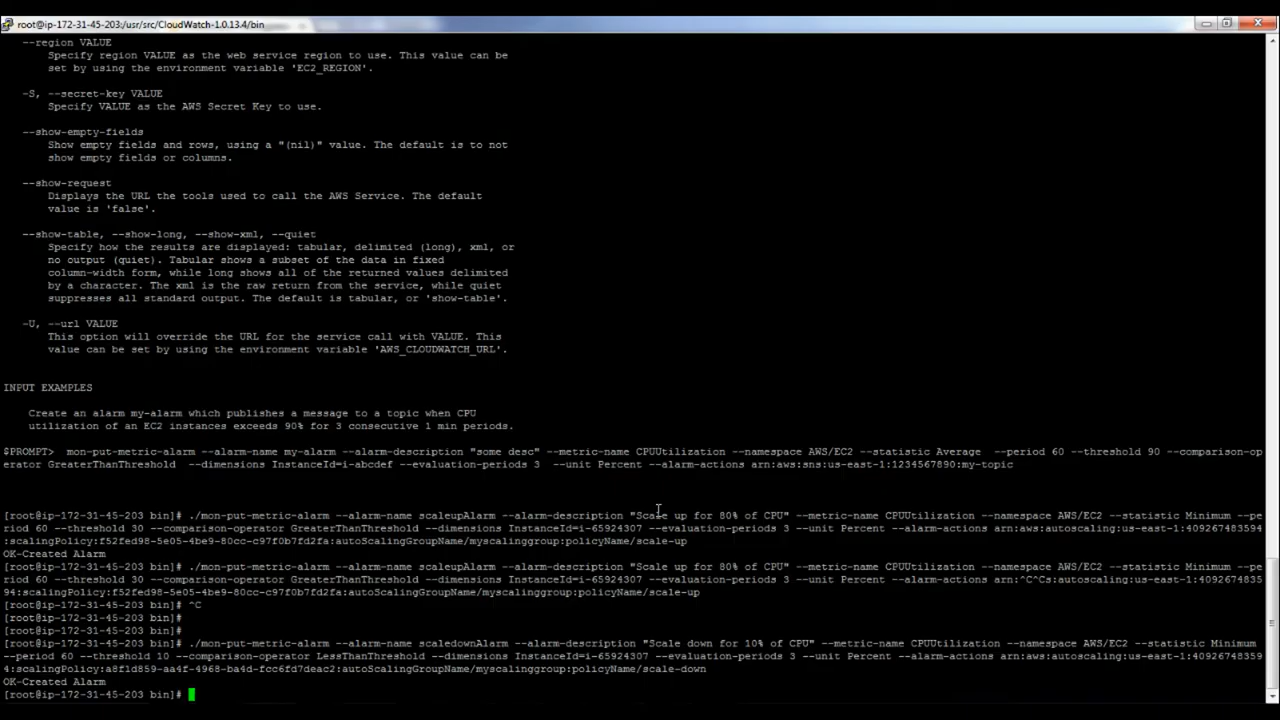 root@ip-172-31-45-203:/usr/src/CloudWatch-1.0.13.4/bin
--region VALUE
Specify region VALUE as the web service region to use. This value can be
set by using the environment variable 'EC2_REGION'.
-S, --secret-key VALUE
Specify VALUE as the AWS Secret Key to use.
--show-empty-fields
Show empty fields and rows, using a "(nil)" value. The default is to not
show empty fields or columns.
--show-request
Displays the URL the tools used to call the AWS Service. The default
value is 'false'.
--show-table, --show-long, --show-xml, --quiet
Specify how the results are displayed: tabular, delimited (long), xml, or
no output (quiet). Tabular shows a subset of the data in fixed
column-width form, while long shows all of the returned values delimited
by a character. The xml is the raw return from the service, while quiet
suppresses all standard output. The default is tabular, or 'show-table'.
-U, --url VALUE
This option will override the URL for the service call with VALUE. This
value can be set by using the environment variable 'AWS_CLOUDWATCH_URL'.
INPUT EXAMPLES
Create an alarm my-alarm which publishes a message to a topic when CPU
utilization of an EC2 instances exceeds 90% for 3 consecutive 1 min periods.
$PROMPT>  mon-put-metric-alarm --alarm-name my-alarm --alarm-description "some desc" --metric-name CPUUtilization --namespace AWS/EC2 --statistic Average  --period 60 --threshold 90 --comparison-op
erator GreaterThanThreshold  --dimensions InstanceId=i-abcdef --evaluation-periods 3  --unit Percent --alarm-actions arn:aws:sns:us-east-1:1234567890:my-topic
[root@ip-172-31-45-203 bin]# ./mon-put-metric-alarm --alarm-name scaleupAlarm --alarm-description "Scale up for 80% of CPU" --metric-name CPUUtilization --namespace AWS/EC2 --statistic Minimum --pe
riod 60 --threshold 30 --comparison-operator GreaterThanThreshold --dimensions InstanceId=i-65924307 --evaluation-periods 3 --unit Percent --alarm-actions arn:aws:autoscaling:us-east-1:409267483594
:scalingPolicy:f52fed98-5e05-4be9-80cc-c97f0b7fd2fa:autoScalingGroupName/myscalinggroup:policyName/scale-up
OK-Created Alarm
[root@ip-172-31-45-203 bin]# ./mon-put-metric-alarm --alarm-name scaleupAlarm --alarm-description "Scale up for 80% of CPU" --metric-name CPUUtilization --namespace AWS/EC2 --statistic Minimum --pe
riod 60 --threshold 30 --comparison-operator GreaterThanThreshold --dimensions InstanceId=i-65924307 --evaluation-periods 3 --unit Percent --alarm-actions arn:^C^Cs:autoscaling:us-east-1:4092674835
94:scalingPolicy:f52fed98-5e05-4be9-80cc-c97f0b7fd2fa:autoScalingGroupName/myscalinggroup:policyName/scale-up
[root@ip-172-31-45-203 bin]# ^C
[root@ip-172-31-45-203 bin]#
[root@ip-172-31-45-203 bin]#
[root@ip-172-31-45-203 bin]# ./mon-put-metric-alarm --alarm-name scaledownAlarm --alarm-description "Scale down for 10% of CPU" --metric-name CPUUtilization --namespace AWS/EC2 --statistic Minimum
--period 60 --threshold 10 --comparison-operator LessThanThreshold --dimensions InstanceId=i-65924307 --evaluation-periods 3 --unit Percent --alarm-actions arn:aws:autoscaling:us-east-1:40926748359
4:scalingPolicy:a8f1d859-aa4f-4968-ba4d-fcc6fd7deac2:autoScalingGroupName/myscalinggroup:policyName/scale-down
OK-Created Alarm
[root@ip-172-31-45-203 bin]#